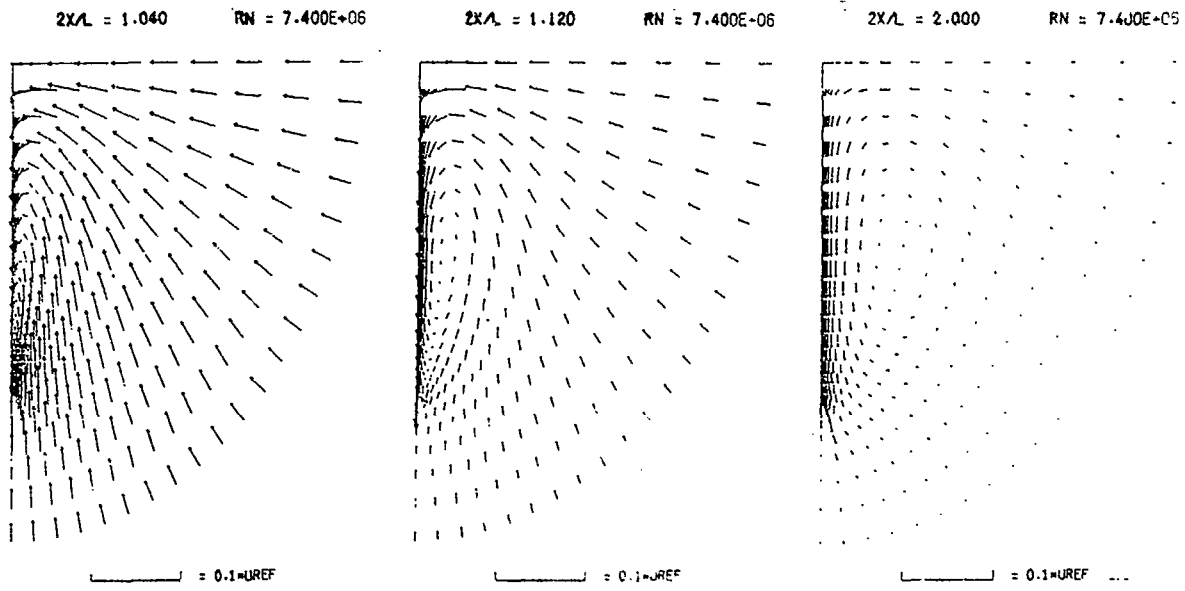 2X/L = 1.040 RN = 7.400E+06
2X/L = 1.120 RN = 7.400E+06
2X/L = 2.000 RN = 7.400E+06
= 0.1*UREF
= 0.1*UREF
= 0.1*UREF